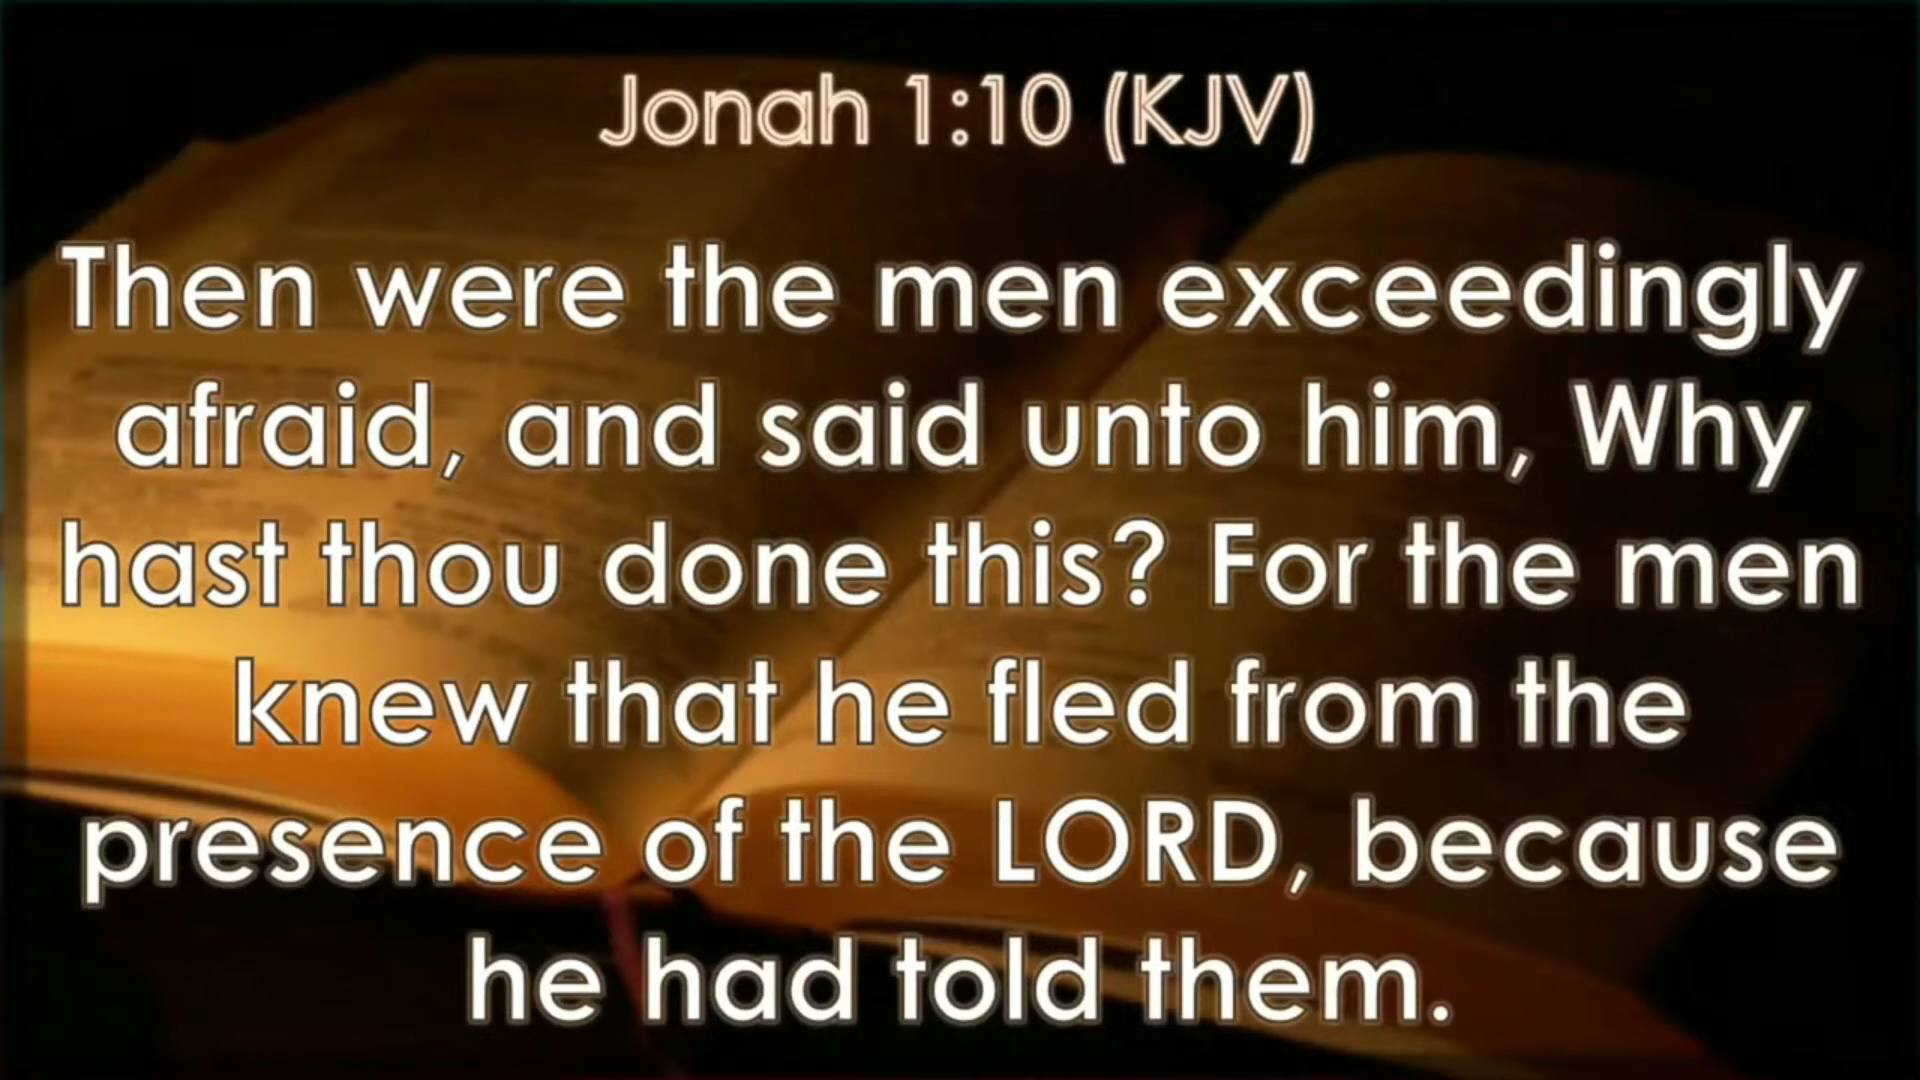 Jonah 1:10 (KJV)
Then were the men exceedingly
afraid, and said unto him, Why
hast thou done this? For the men
knew that he fled from the
presence of the LORD, because
he had told them.